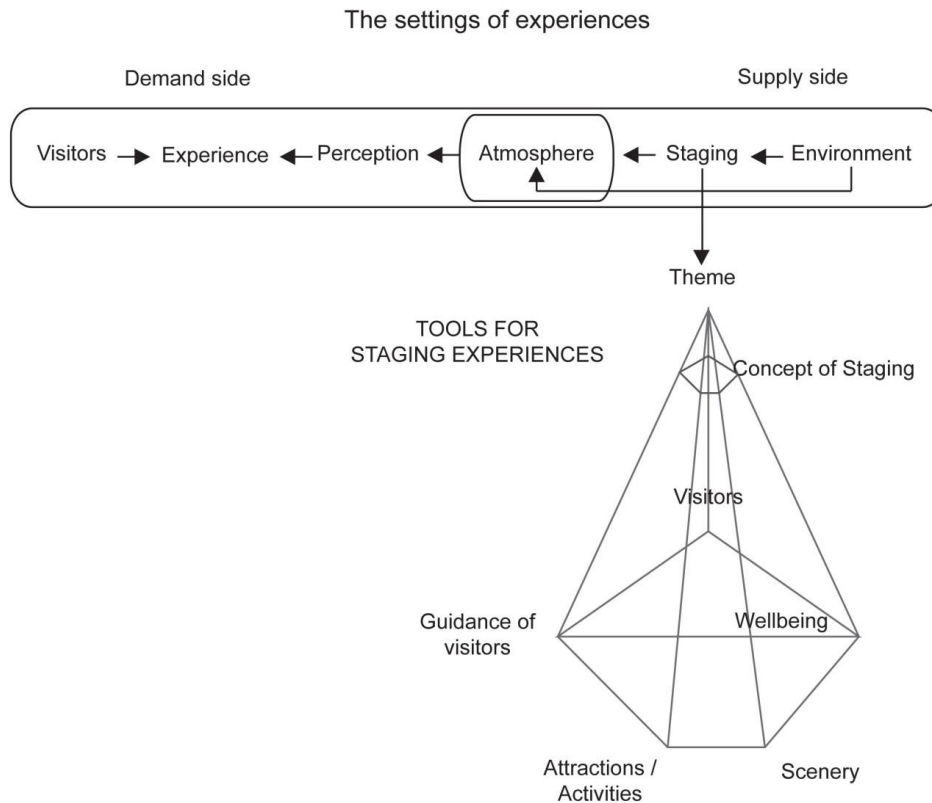 The settings of experiences
Demand side
Supply side
Visitors
Experience
Perception
Atmosphere
Staging
Environment
Theme
TOOLS FOR
STAGING EXPERIENCES
Concept of Staging
Visitors
Guidance of
visitors
Wellbeing
Attractions /
Activities
Scenery